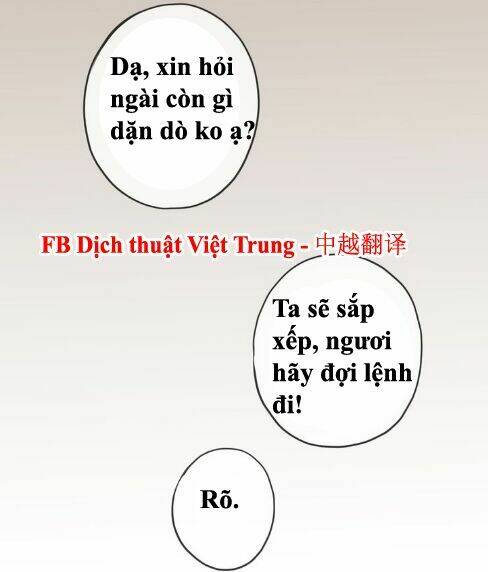 Dạ, xin hỏi
ngài còn gì
dặn dò ko ạ?
FB Dịch thuật Việt Trung - 中越翻译
Ta sẽ sắp
xếp, ngươi
hãy đợi lệnh
đi!
Rõ.